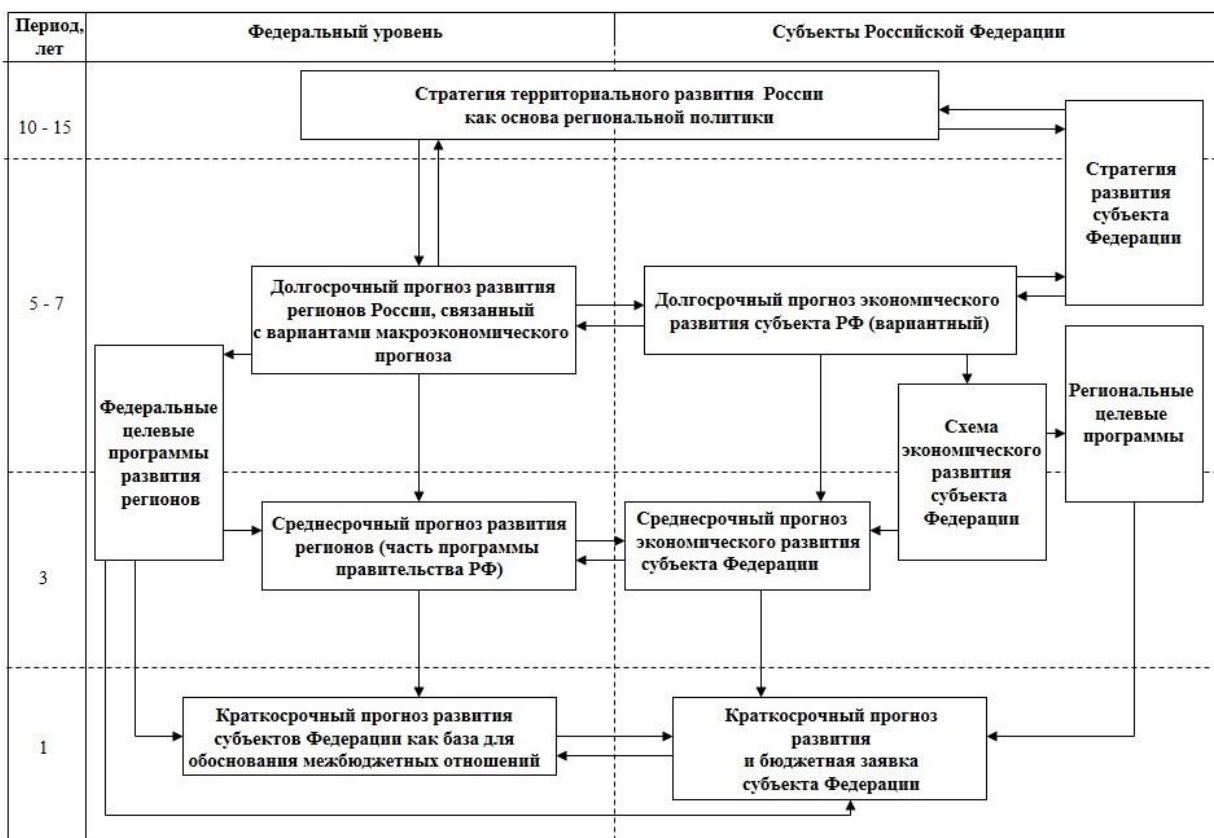 Период,
лет
Федеральный уровень
Субъекты Российской Федерации
Стратегия территориального развития России
как основа региональной политики
10 - 15
Стратегия
развития
субъекта
Федерации
5 - 7
Долгосрочный прогноз развития
регионов России, связанный
с вариантами макроэкономического
прогноза
Долгосрочный прогноз экономического
развития субъекта РФ (вариантный)
Федеральные
целевые
программы
развития
регионов
Схема
экономического
развития
субъекта
Федерации
Региональные
целевые
программы
3
Среднесрочный прогноз развития
регионов (часть программы
правительства РФ)
Среднесрочный прогноз
экономического развития
субъекта Федерации
1
Краткосрочный прогноз развития
субъектов Федерации как база для
обоснования межбюджетных отношений
Краткосрочный прогноз
развития
и бюджетная заявка
субъекта Федерации